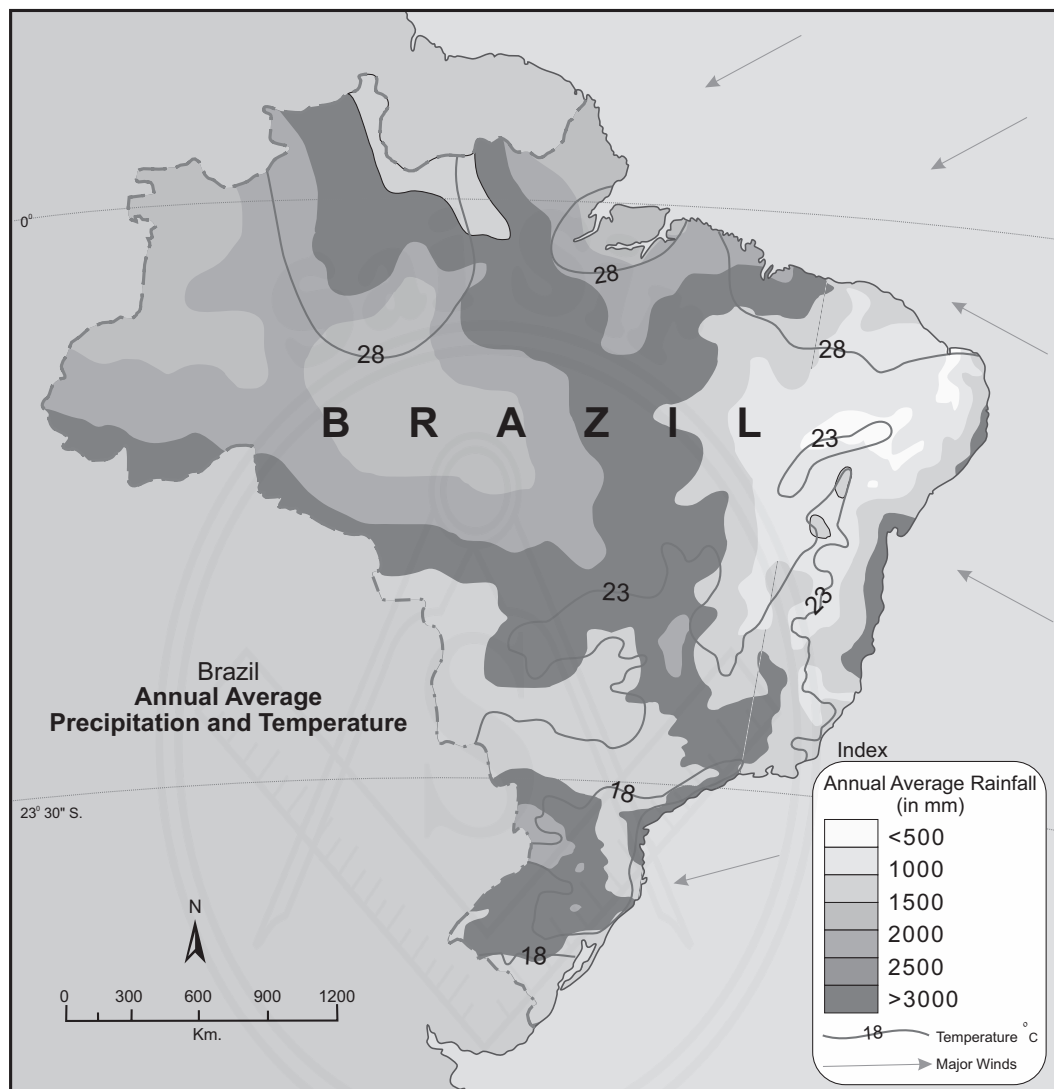 0°
28
28
28
B R A Z I L
23
23
23
Brazil
Annual Average
Precipitation and Temperature
18
23° 30" S.
18
N
0 300 600 900 1200
Km.
Index
Annual Average Rainfall
(in mm)
<500
1000
1500
2000
2500
>3000
18 Temperature °C
Major Winds